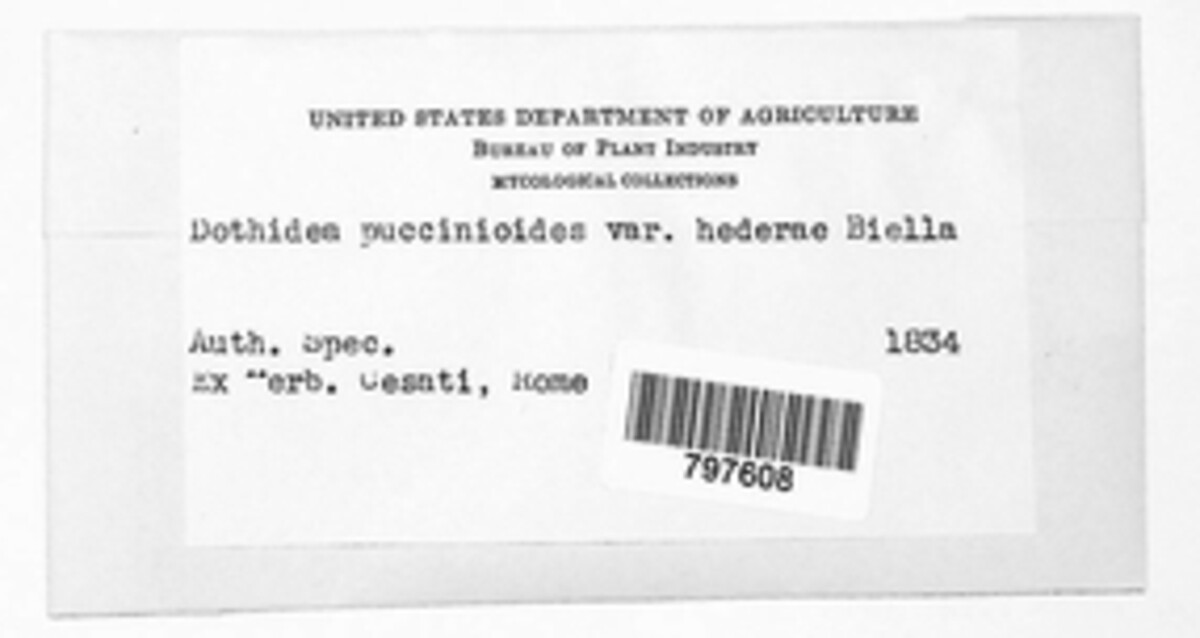 UNITED STATES DEPARTMENT OF AGRICULTURE
BUREAU OF PLANT INDUSTRY
MYCOLOGICAL COLLECTIONS
Dothidea puccinioides var. hederae Biella
Auth. Spec. 1834
Ex Herb. Cesati, Rome
797608